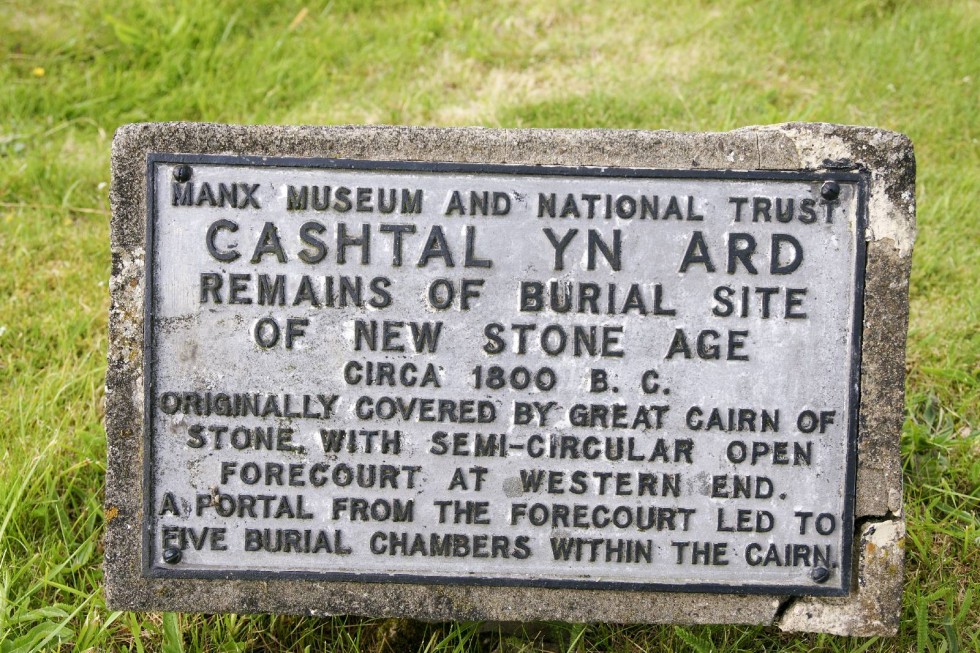 MANX MUSEUM AND NATIONAL TRUST
CASHTAL YN ARD
REMAINS OF BURIAL SITE
OF NEW STONE AGE
CIRCA 1800 B. C.
ORIGINALLY COVERED BY GREAT CAIRN OF
STONE, WITH SEMI-CIRCULAR OPEN
FORECOURT AT WESTERN END.
A PORTAL FROM THE FORECOURT LED TO
FIVE BURIAL CHAMBERS WITHIN THE CAIRN.